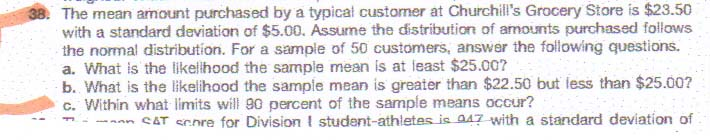 38. The mean amount purchased by a typical customer at Churchill's Grocery Store is $23.50
with a standard deviation of $5.00. Assume the distribution of amounts purchased follows
the normal distribution. For a sample of 50 customers, answer the following questions.
a. What is the likelihood the sample mean is at least $25.00?
b. What is the likelihood the sample mean is greater than $22.50 but less than $25.00?
c. Within what limits will 90 percent of the sample means occur?
SAT score for Division I student-athletes is 947 with a standard deviation of